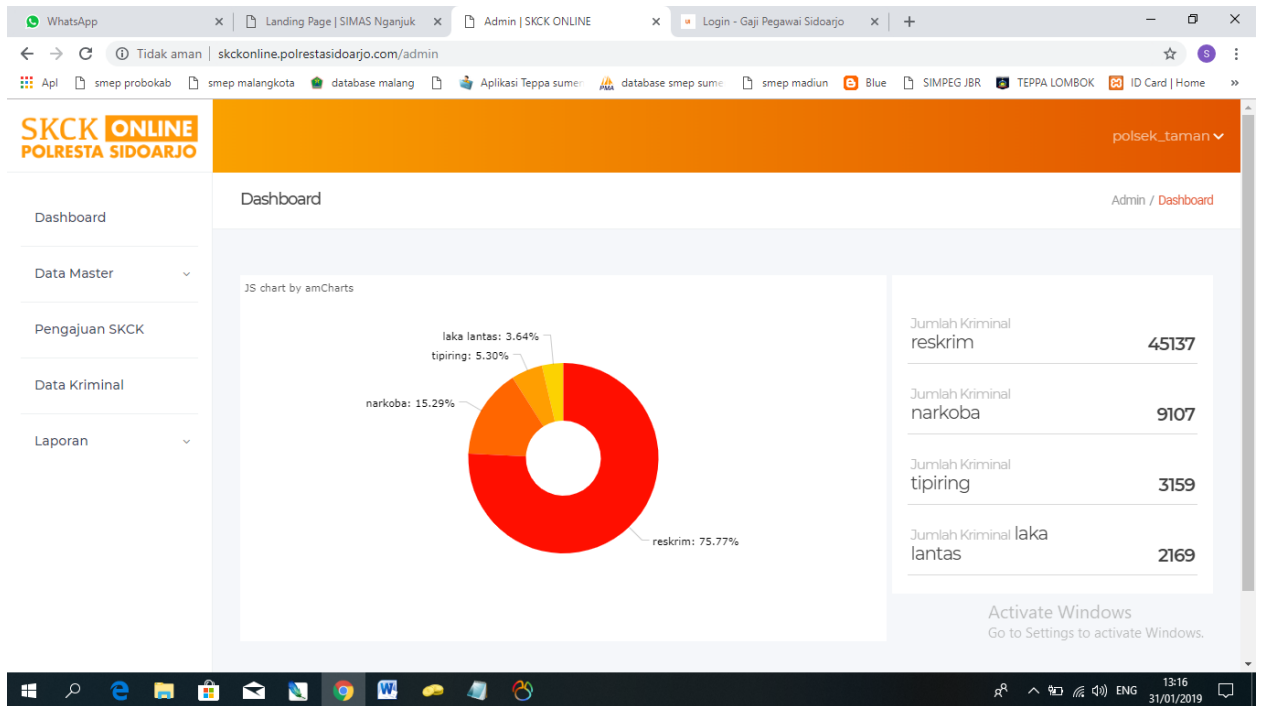 WhatsApp
Landing Page | SIMAS Nganjuk
Admin | SKCK ONLINE
Login - Gaji Pegawai Sidoarjo
Tidak aman | skckonline.polrestasidoarjo.com/admin
S
Apl
smep probokab
smep malangkota
database malang
Aplikasi Teppa sumen
PMA
database smep sume
smep madiun
Blue
SIMPEG JBR
TEPPA LOMBOK
ID Card | Home
SKCK ONLINE
POLRESTA SIDOARJO
polsek_taman
Dashboard
Data Master
Pengajuan SKCK
Data Kriminal
Laporan
Dashboard
Admin / Dashboard
JS chart by amCharts
laka lantas: 3.64%
tipiring: 5.30%
narkoba: 15.29%
reskrim: 75.77%
Jumlah Kriminal
reskrim 45137
Jumlah Kriminal
narkoba 9107
Jumlah Kriminal
tipiring 3159
Jumlah Kriminal laka
lantas 2169
Activate Windows
Go to Settings to activate Windows.
ENG
13:16
31/01/2019